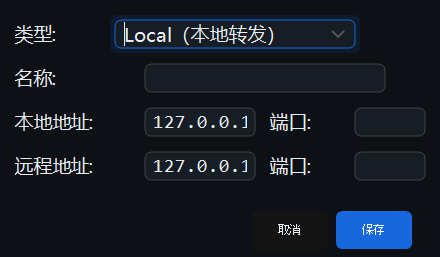 类型: Local（本地转发）
名称:
本地地址: 127.0.0.1 端口:
远程地址: 127.0.0.1 端口:
取消 保存